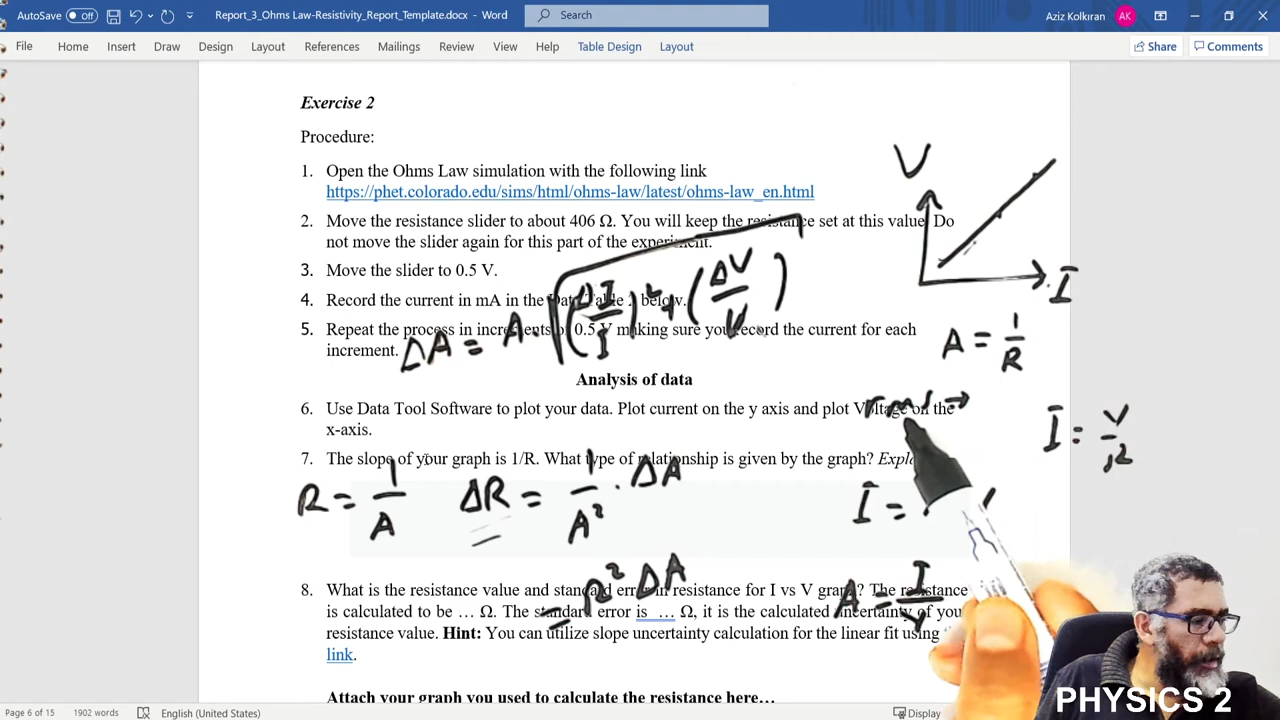 AutoSave Off Report_3_Ohms Law-Resistivity_Report_Template.docx - Word Search Aziz Kolkıran AK
File Home Insert Draw Design Layout References Mailings Review View Help Table Design Layout Share Comments
Exercise 2
Procedure:
1. Open the Ohms Law simulation with the following link
https://phet.colorado.edu/sims/html/ohms-law/latest/ohms-law_en.html
2. Move the resistance slider to about 406 Ω. You will keep the resistance set at this value. Do
not move the slider again for this part of the experiment.
3. Move the slider to 0.5 V.
4. Record the current in mA in the Data Table 2 below.
5. Repeat the process in increments of 0.5 V making sure you record the current for each
increment.
V
I
ΔA = A·√((ΔI/I)²+(ΔV/V)
A = 1/R
Analysis of data
6. Use Data Tool Software to plot your data. Plot current on the y axis and plot Voltage on the
x-axis.
rms →
I = V/R
7. The slope of your graph is 1/R. What type of relationship is given by the graph?
R = 1/A ΔR = 1/A² · ΔA
I =
= R² ΔA
A = I/V
8. What is the resistance value and standard error in resistance for I vs V graph? The resistance
is calculated to be … Ω. The standart error is … Ω, it is the calculated uncertainty of
resistance value. Hint: You can utilize slope uncertainty calculation for the linear fit using
link.
Attach your graph you used to calculate the resistance here…
PHYSICS 2
Page 6 of 15 1902 words English (United States) Display